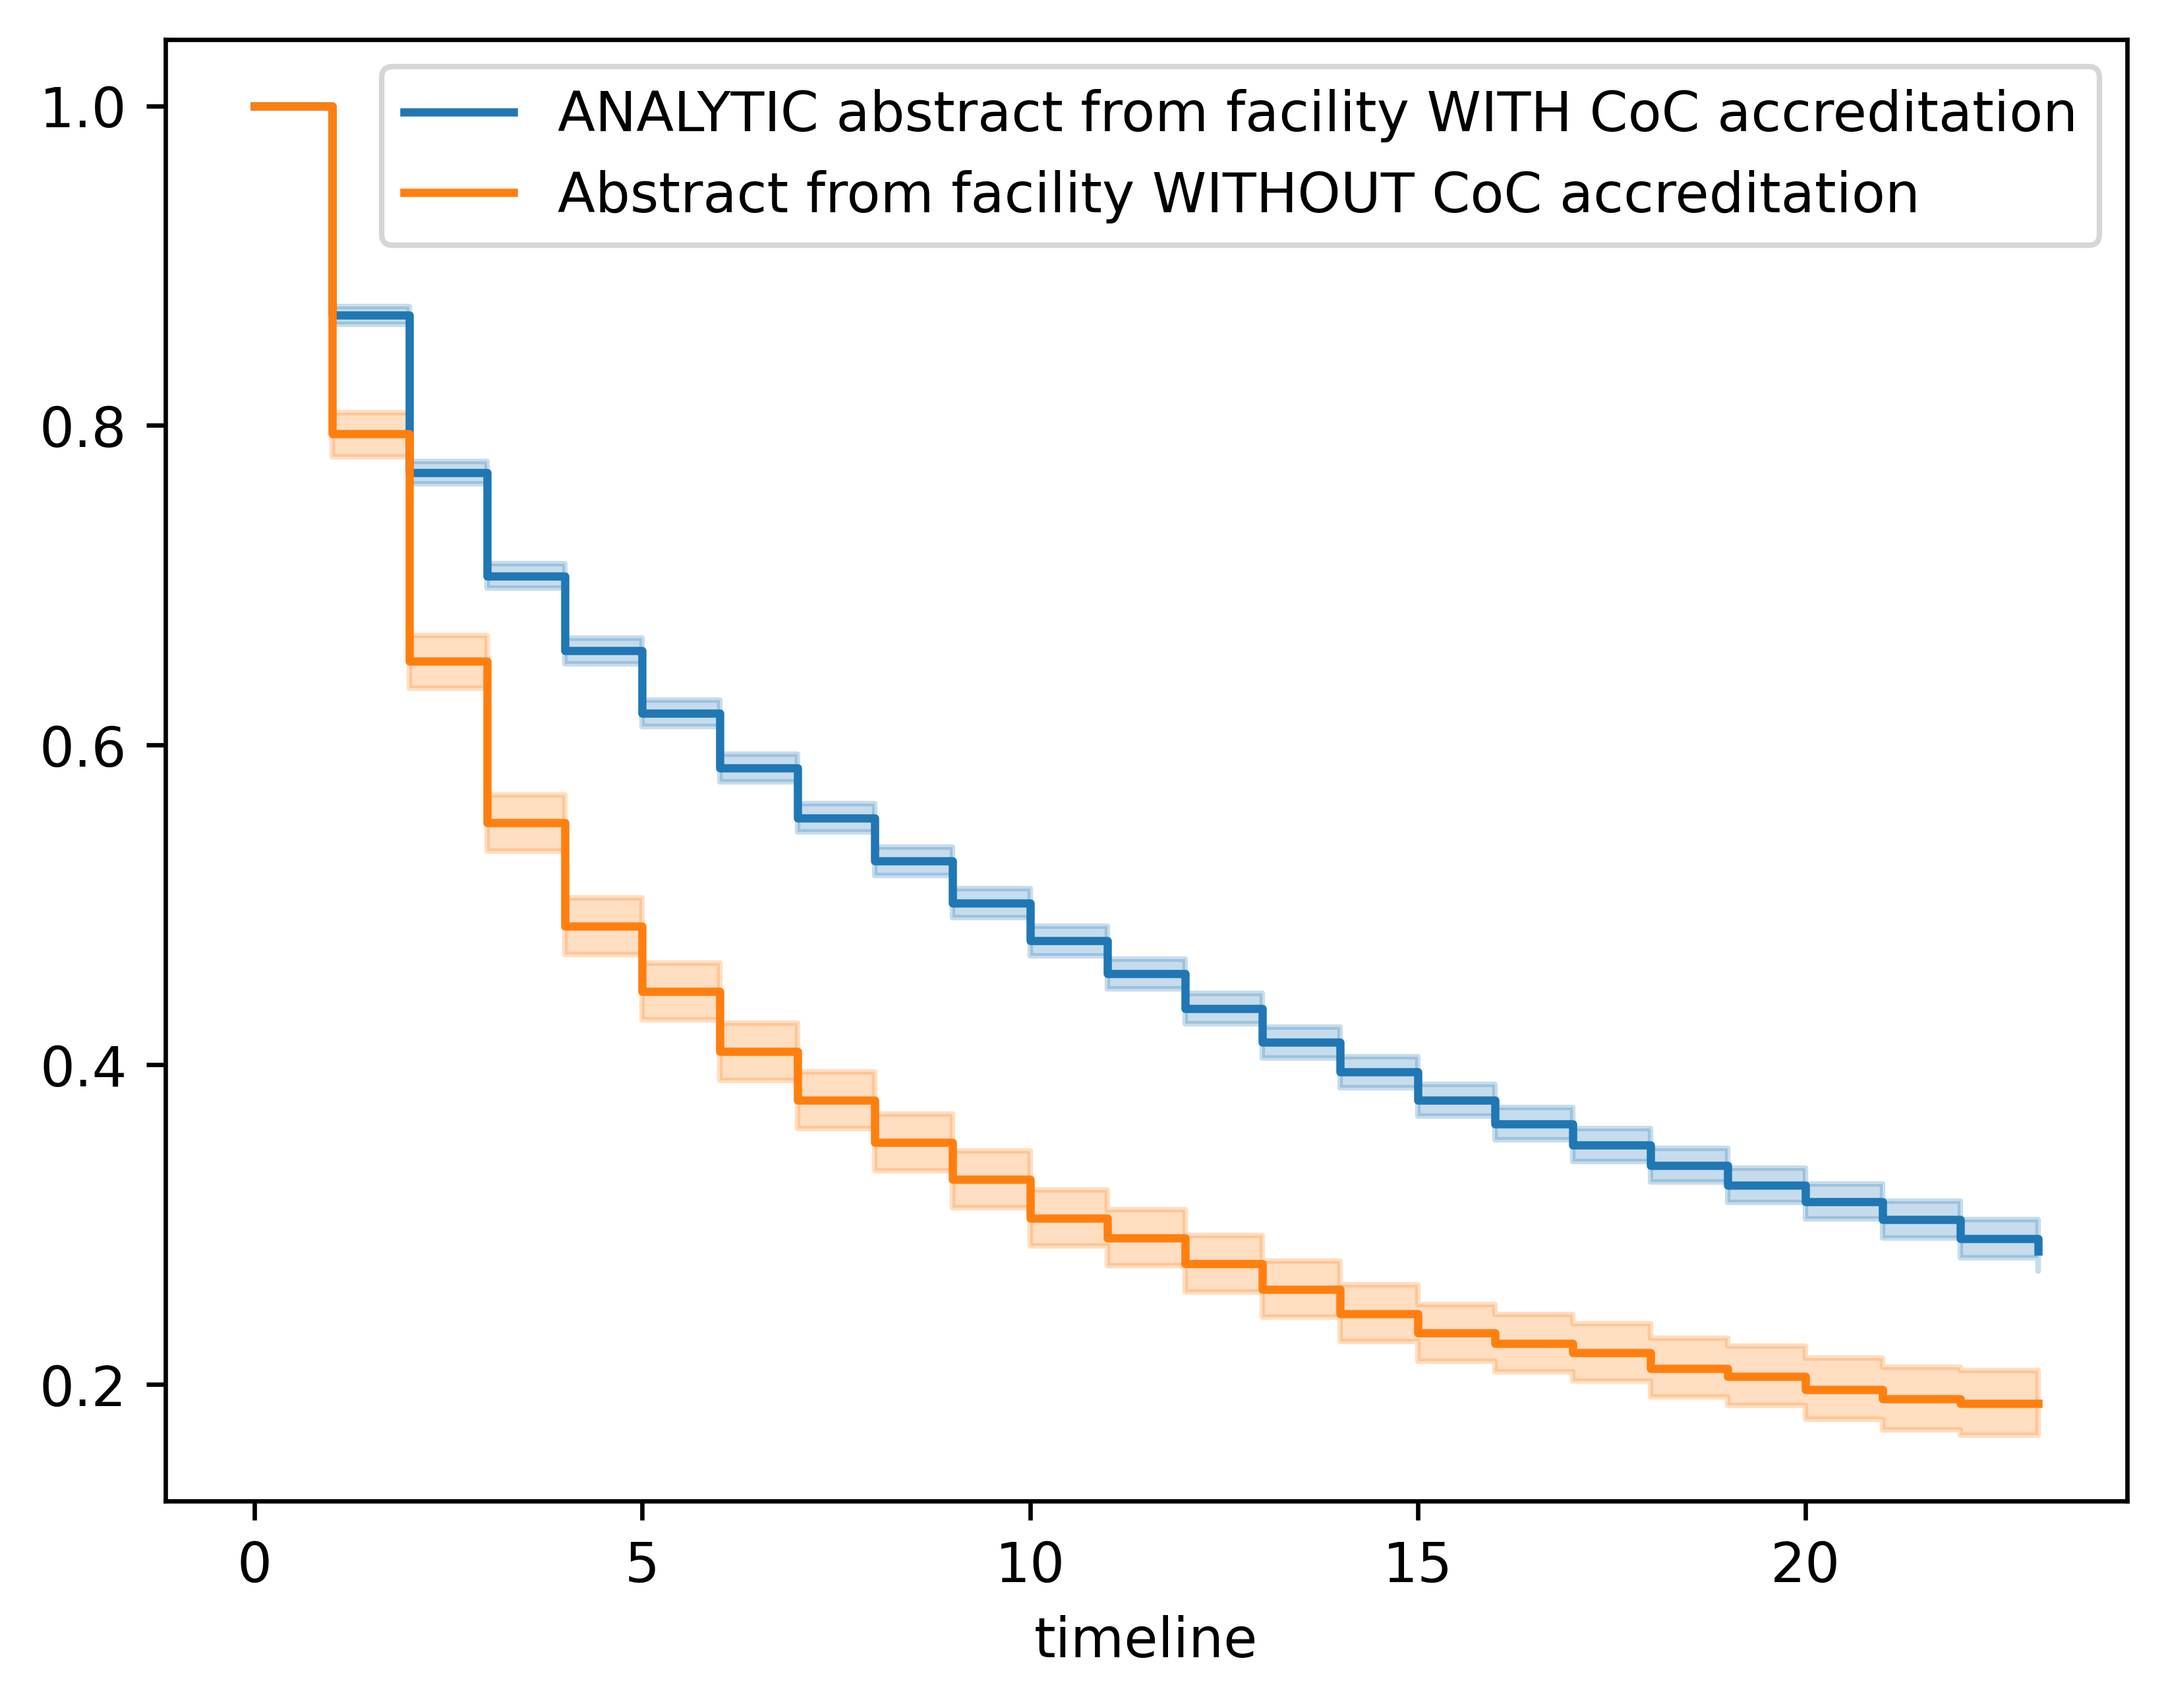 ANALYTIC abstract from facility WITH CoC accreditation
Abstract from facility WITHOUT CoC accreditation
1.0
0.8
0.6
0.4
0.2
0 5 10 15 20
timeline